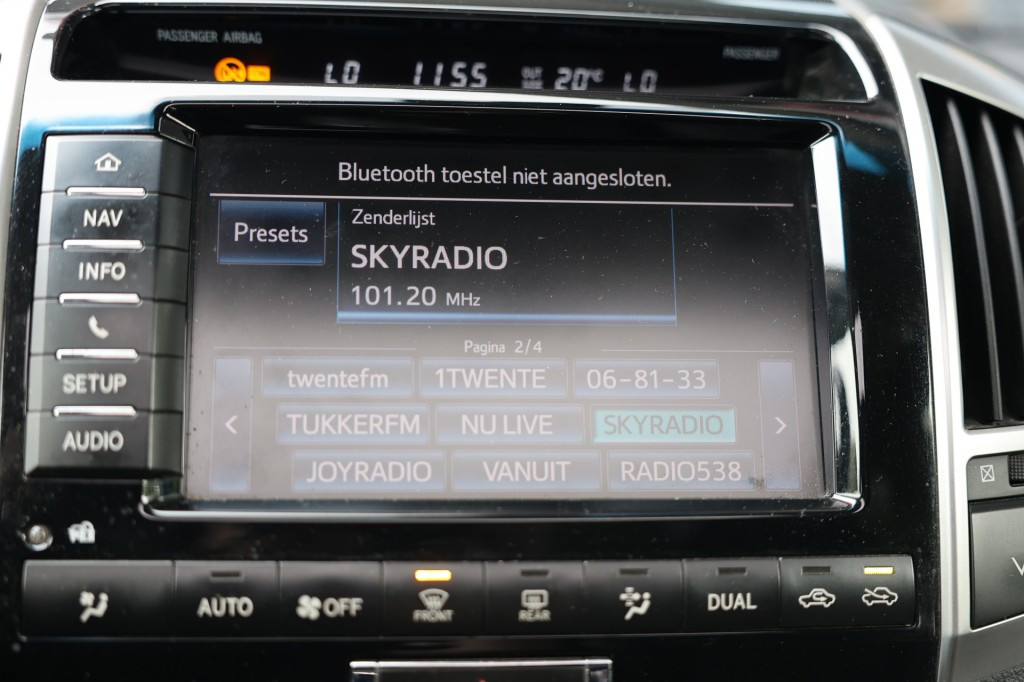 PASSENGER AIRBAG
PASSENGER
LO 11:55 OUT SIDE 20°C LO
Bluetooth toestel niet aangesloten.
NAV
INFO
SETUP
AUDIO
Presets
Zenderlijst
SKYRADIO
101.20 MHz
Pagina 2/4
twentefm 1TWENTE 06-81-33
< TUKKERFM NU LIVE SKYRADIO >
JOYRADIO VANUIT RADIO538
AUTO OFF FRONT REAR DUAL